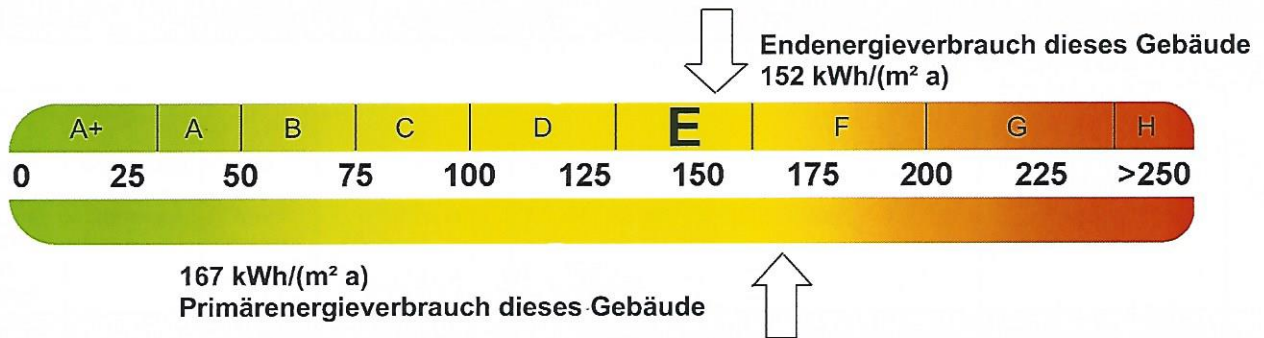 Endenergieverbrauch dieses Gebäude
152 kWh/(m² a)
A+ A B C D E F G H
0 25 50 75 100 125 150 175 200 225 >250
167 kWh/(m² a)
Primärenergieverbrauch dieses Gebäude